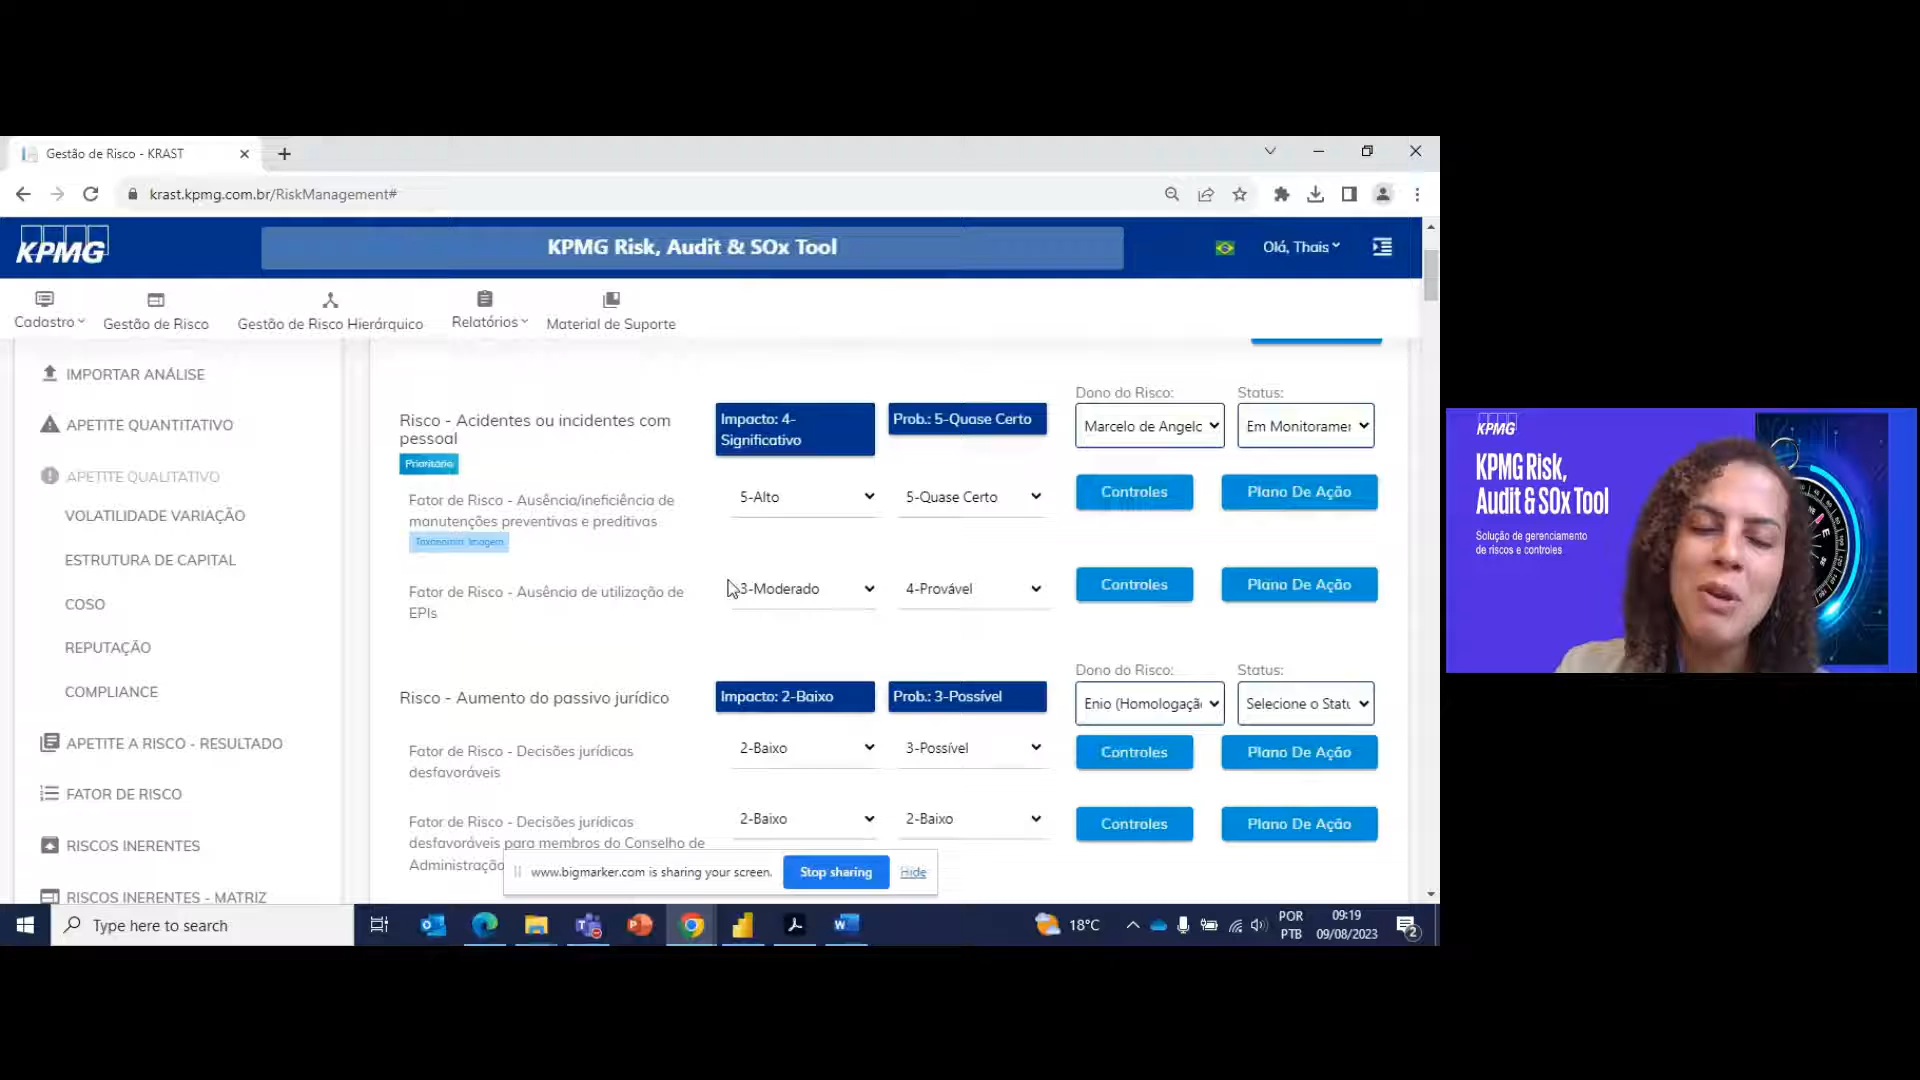 Gestão de Risco - KRAST
krast.kpmg.com.br/RiskManagement#
KPMG
KPMG Risk, Audit & SOx Tool
Olá, Thais
Cadastro
Gestão de Risco
Gestão de Risco Hierárquico
Relatórios
Material de Suporte
IMPORTAR ANÁLISE
APETITE QUANTITATIVO
APETITE QUALITATIVO
VOLATILIDADE VARIAÇÃO
ESTRUTURA DE CAPITAL
COSO
REPUTAÇÃO
COMPLIANCE
APETITE A RISCO - RESULTADO
FATOR DE RISCO
RISCOS INERENTES
RISCOS INERENTES - MATRIZ
Dono do Risco:
Status:
Risco - Acidentes ou incidentes com
pessoal
Impacto: 4-
Significativo
Prob.: 5-Quase Certo
Marcelo de Angelc
Em Monitoramer
Prioritário
Fator de Risco - Ausência/ineficiência de
manutenções preventivas e preditivas
Taxonomia: Imagem
5-Alto
5-Quase Certo
Controles
Plano De Ação
Fator de Risco - Ausência de utilização de
EPIs
3-Moderado
4-Provável
Controles
Plano De Ação
Dono do Risco:
Status:
Risco - Aumento do passivo jurídico
Impacto: 2-Baixo
Prob.: 3-Possível
Enio (Homologaçã
Selecione o Statu
Fator de Risco - Decisões jurídicas
desfavoráveis
2-Baixo
3-Possível
Controles
Plano De Ação
Fator de Risco - Decisões jurídicas
desfavoráveis para membros do Conselho de
Administração
2-Baixo
2-Baixo
Controles
Plano De Ação
www.bigmarker.com is sharing your screen.
Stop sharing
Hide
Type here to search
18°C
POR
PTB
09:19
09/08/2023
2
KPMG
KPMG Risk,
Audit & SOx Tool
Solução de gerenciamento
de riscos e controles